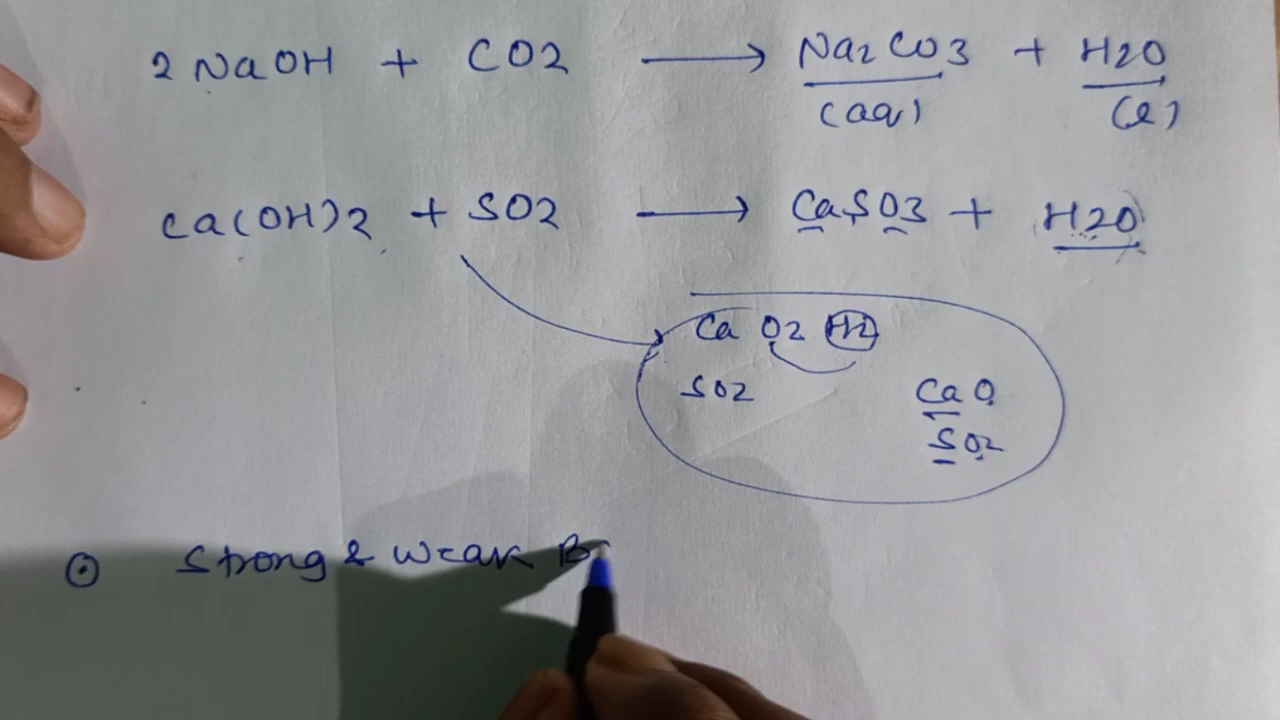 2 NaOH + CO2 → Na2CO3 + H2O
(aq) (l)
Ca(OH)2 + SO2 → CaSO3 + H2O
Ca O2 H2
SO2 CaO
SO2
⊙ Strong & Weak B